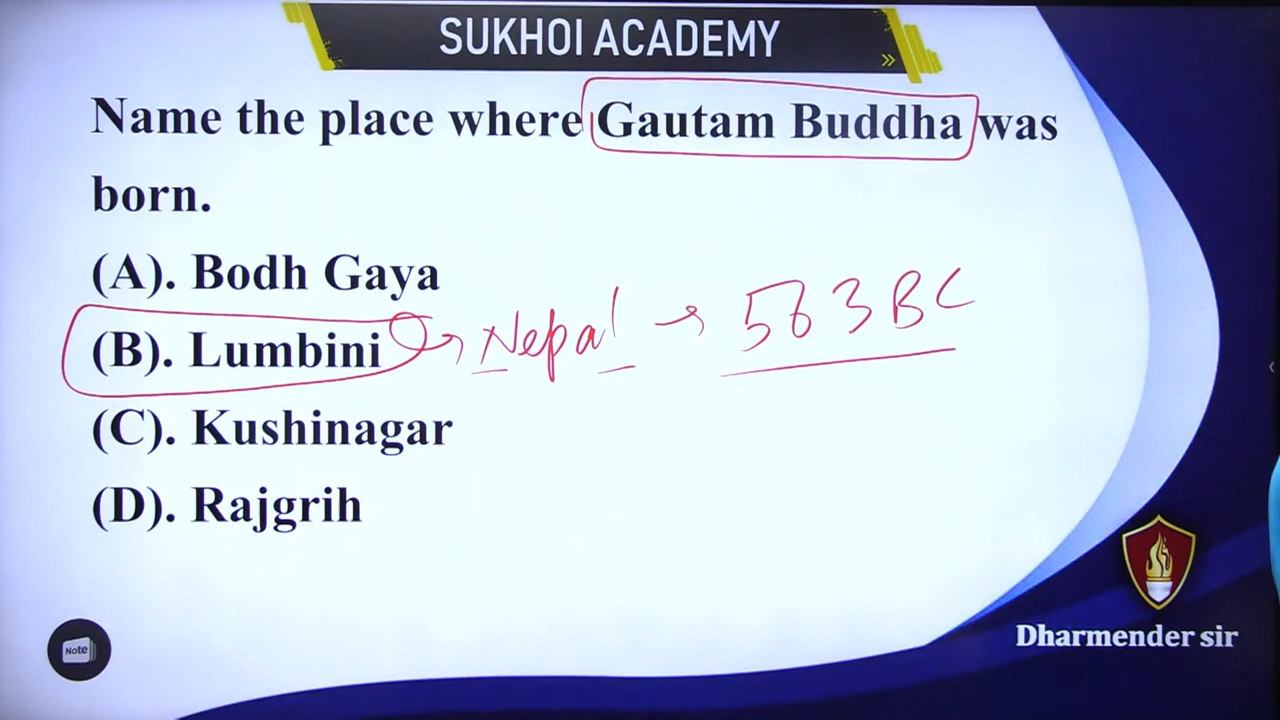 SUKHOI ACADEMY
Name the place where Gautam Buddha was
born.
(A). Bodh Gaya
(B). Lumbini → Nepal → 563 BC
(C). Kushinagar
(D). Rajgrih
Note
Dharmender sir